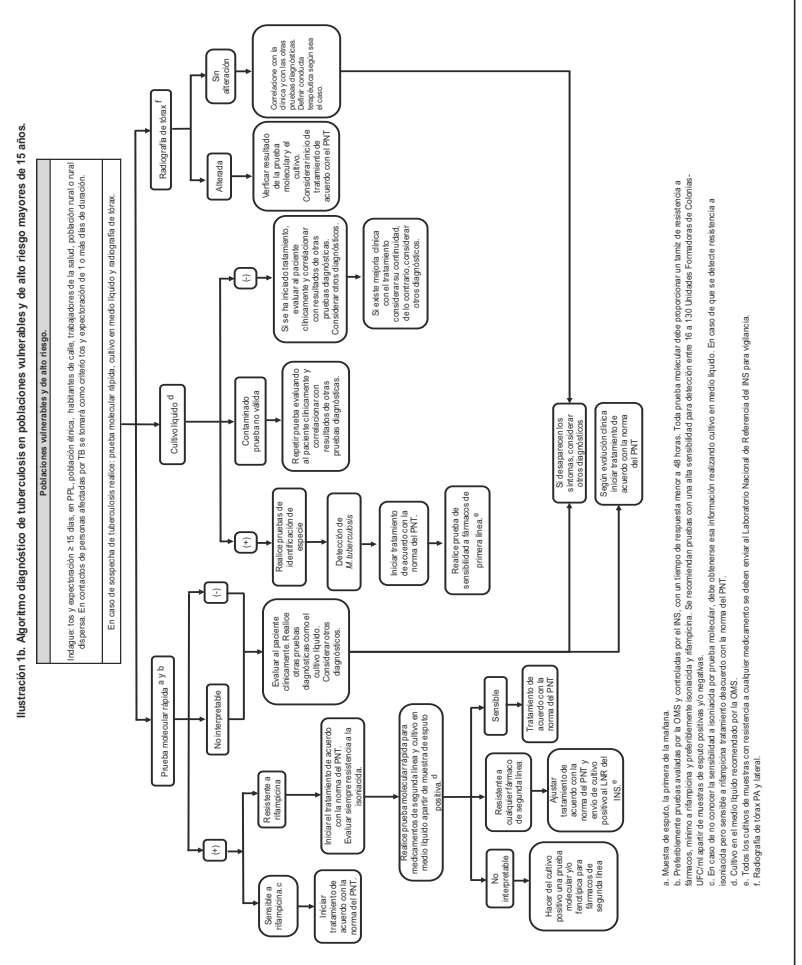 Ilustración 1b. Algoritmo diagnóstico de tuberculosis en poblaciones vulnerables y de alto riesgo mayores de 15 años.
Poblaciones vulnerables y de alto riesgo.
Indague: tos y expectoración ≥ 15 días, en PPL, población étnica, habitantes de calle, trabajadores de la salud, población rural o rural
dispersa. En contactos de personas afectadas por TB se tomará como criterio tos y expectoración de 1 o más días de duración.
En caso de sospecha de tuberculosis realice: prueba molecular rápida, cultivo en medio líquido y radiografía de tórax.
Prueba molecular rápida a y b
(+)
Sensible a
rifampicina.c
Iniciar
tratamiento de
acuerdo con la
norma del PNT.
Resistente a
rifampicina
Iniciar el tratamiento de acuerdo
con la norma del PNT.
Evaluar siempre resistencia a la
isoniacida.
Realice prueba molecular rápida para
medicamentos de segunda línea y cultivo en
medio líquido apartir de muestra de esputo
positiva. d
No
interpretable
Hacer del cultivo
positivo una prueba
molecular y/o
fenotípica para
fármacos de
segunda línea
Resistente a
cualquier fármaco
de segunda línea
Ajustar
tratamiento de
acuerdo con la
norma del PNT y
envío de cultivo
positivo al LNR del
INS.e
Sensible
Tratamiento de
acuerdo con la
norma del PNT
No interpretable
(-)
Evaluar al paciente
clínicamente. Realice
otras pruebas
diagnósticas como el
cultivo líquido.
Considerar otros
diagnósticos.
Cultivo líquido d
(+)
Realice pruebas de
identificación de
especie
Detección de
M. tuberculosis
Iniciar tratamiento
de acuerdo con la
norma del PNT.
Realice prueba de
sensibilidad a fármacos de
primera línea.e
Contaminado
prueba no válida
Repetir prueba evaluando
al paciente clínicamente y
correlacionar con
resultados de otras
pruebas diagnósticas.
(-)
Si se ha iniciado tratamiento,
evaluar al paciente
clínicamente y correlacionar
con resultados de otras
pruebas diagnósticas.
Considerar otros diagnósticos.
Si existe mejoría clínica
con el tratamiento
considerar su continuidad,
de lo contrario, considerar
otros diagnósticos.
Radiografía de tórax f
Alterada
Verificar resultado
de la prueba
molecular y el
cultivo.
Considerar inicio de
tratamiento de
acuerdo con el PNT
Sin
alteración
Correlacione con la
clínica y con las otras
pruebas diagnósticas.
Definir conducta
terapéutica según sea
el caso.
Si desaparecen los
síntomas, considerar
otros diagnósticos
Según evolución clínica
iniciar tratamiento de
acuerdo con la norma
del PNT
a. Muestra de esputo, la primera de la mañana.
b. Preferiblemente pruebas avaladas por la OMS y controladas por el INS, con un tiempo de respuesta menor a 48 horas. Toda prueba molecular debe proporcionar un tamiz de resistencia a
fármacos, mínimo a rifampicina y preferiblemente isoniacida y rifampicina. Se recomiendan pruebas con una alta sensibilidad para detección entre 16 a 130 Unidades Formadoras de Colonias-
UFC/ml apartir de muestras de esputo positivas y/o negativas.
c. En caso de no conocer la sensibilidad a isoniacida por prueba molecular, debe obtenerse esa información realizando cultivo en medio líquido. En caso de que se detecte resistencia a
isoniacida pero sensible a rifampicina tratamiento deacuerdo con la norma del PNT.
d. Cultivo en el medio líquido recomendado por la OMS.
e. Todos los cultivos de muestras con resistencia a cualquier medicamento se deben enviar al Laboratorio Nacional de Referencia del INS para vigilancia.
f. Radiografía de tórax PA y lateral.